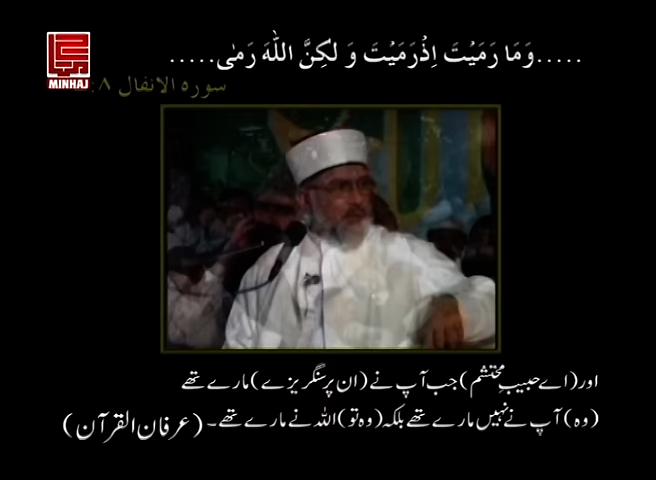 .....وَمَا رَمَيْتَ اِذْ رَمَيْتَ وَ لٰكِنَّ اللهَ رَمٰى.....
MINHAJ
سورہ الانفال ۸:
اور (اے حبیبِ محتشم) جب آپ نے (ان پر سنگریزے) مارے تھے
(وہ) آپ نے نہیں مارے تھے بلکہ (وہ تو) اللہ نے مارے تھے۔ (عرفان القرآن)